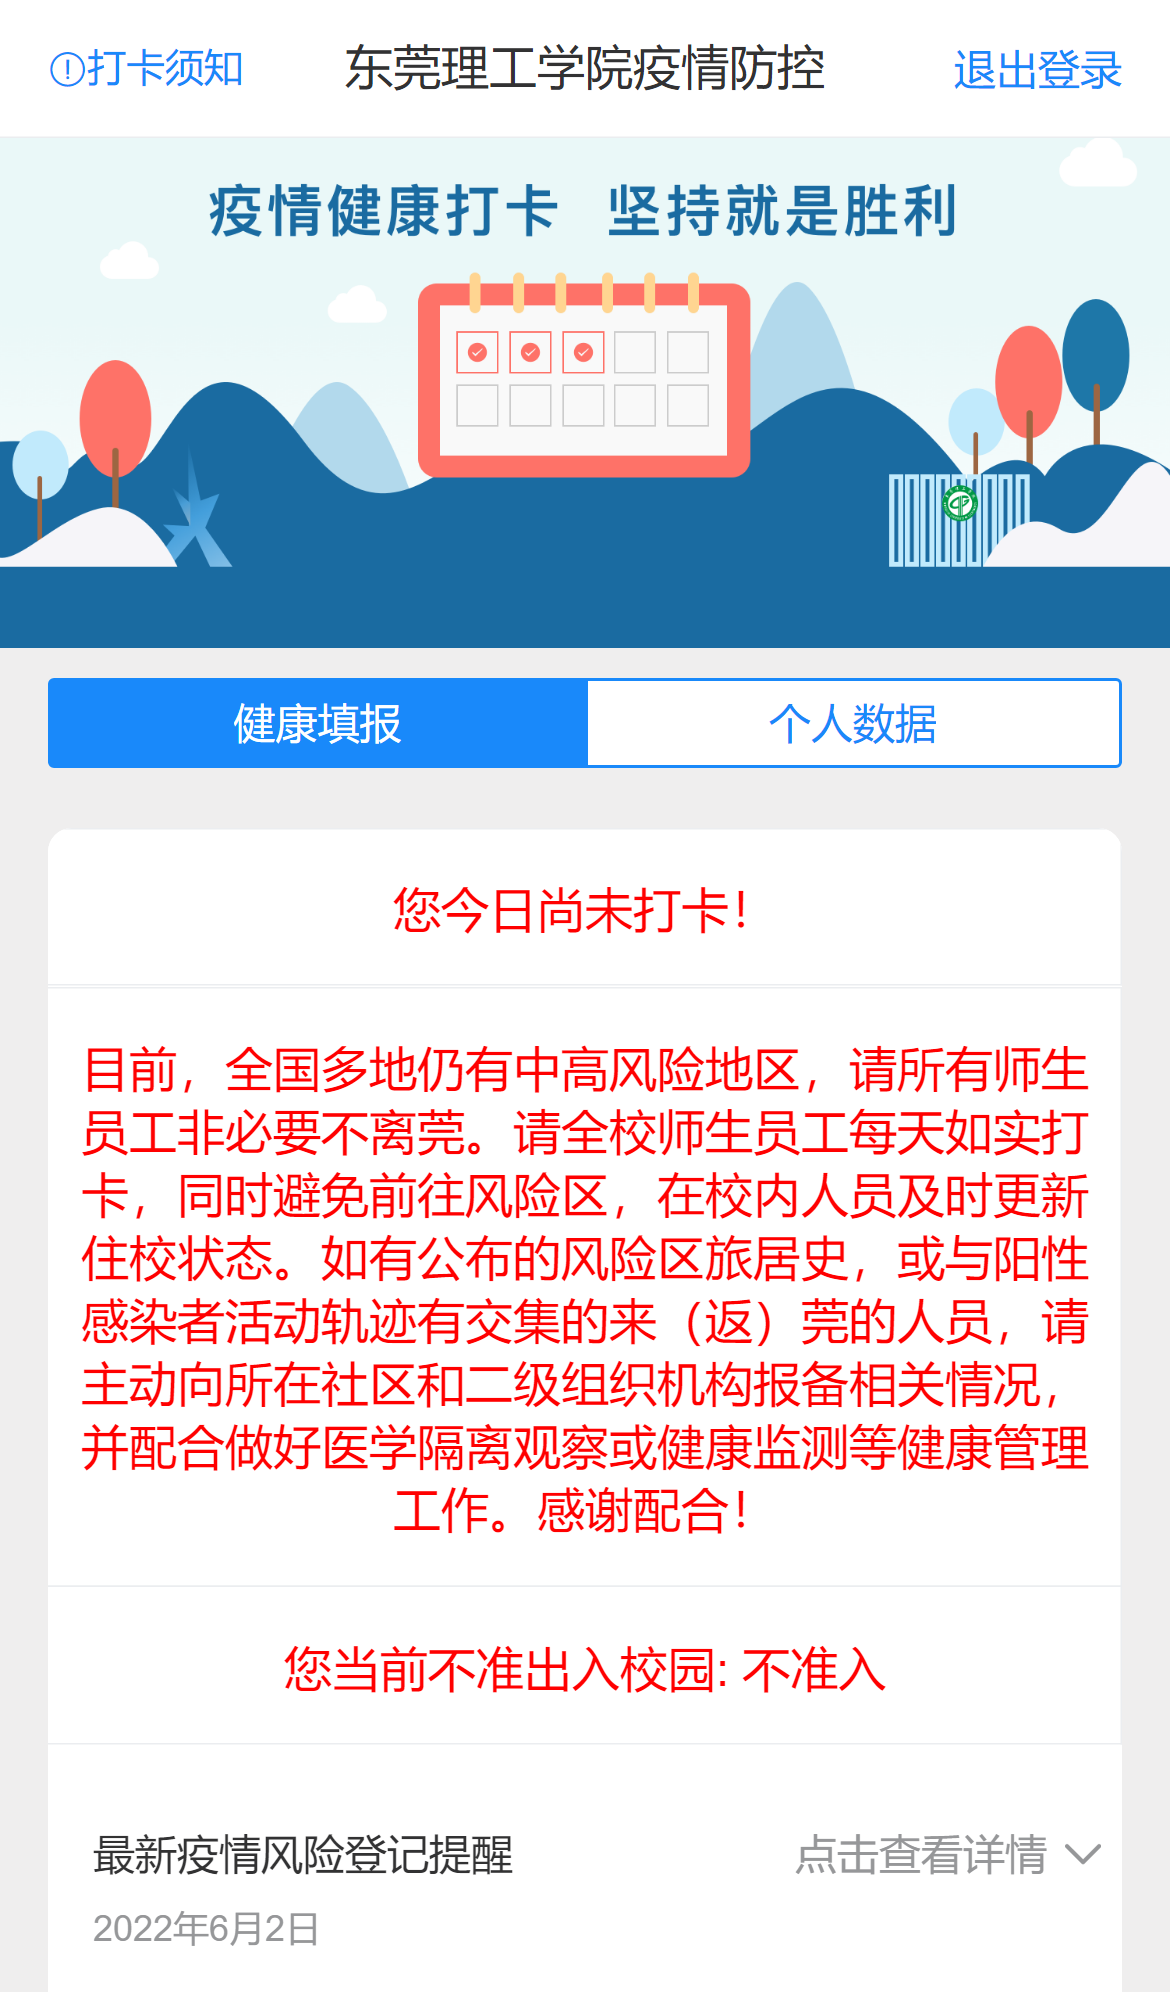 打卡须知
东莞理工学院疫情防控
退出登录
疫情健康打卡 坚持就是胜利
健康填报
个人数据
您今日尚未打卡！
目前，全国多地仍有中高风险地区，请所有师生
员工非必要不离莞。请全校师生员工每天如实打
卡，同时避免前往风险区，在校内人员及时更新
住校状态。如有公布的风险区旅居史，或与阳性
感染者活动轨迹有交集的来（返）莞的人员，请
主动向所在社区和二级组织机构报备相关情况，
并配合做好医学隔离观察或健康监测等健康管理
工作。感谢配合！
您当前不准出入校园: 不准入
最新疫情风险登记提醒
点击查看详情
2022年6月2日